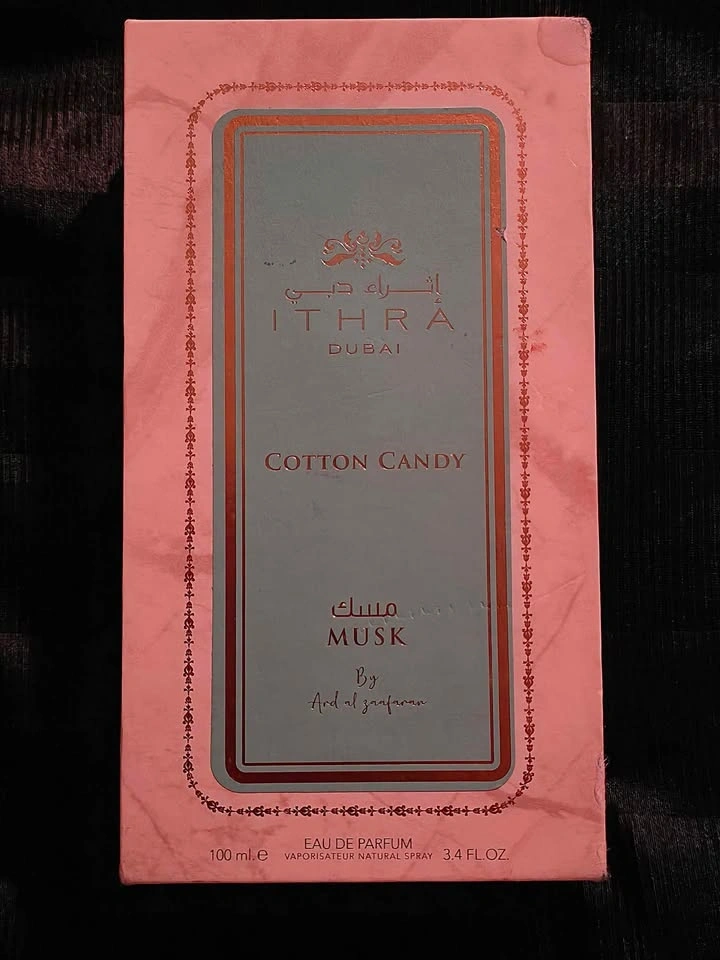 إثراء دبي
ITHRA
DUBAI
COTTON CANDY
مسك
MUSK
By
Ard al zaafaran
EAU DE PARFUM
100 ml.e VAPORISATEUR NATURAL SPRAY 3.4 FL.OZ.